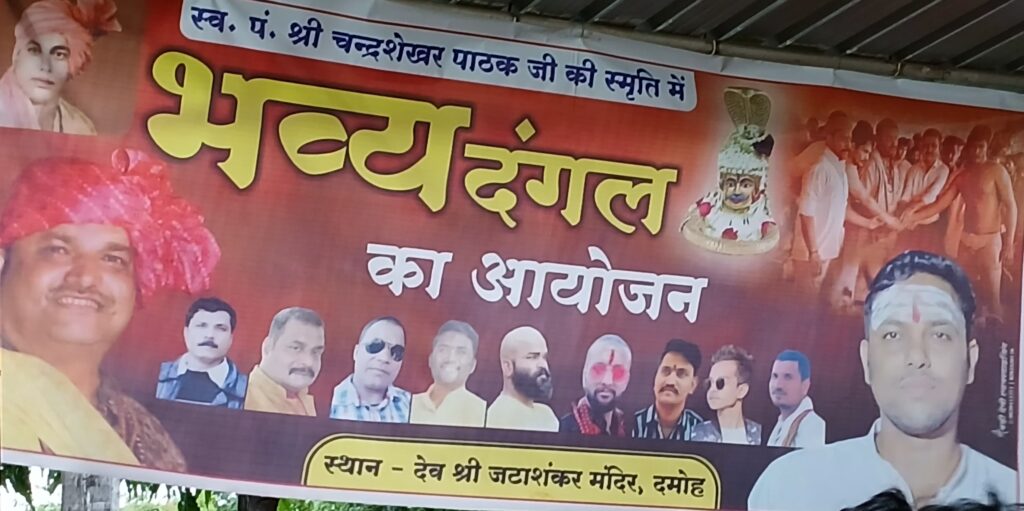 स्व. पं. श्री चन्द्रशेखर पाठक जी की स्मृति में
भव्य दंगल
का आयोजन
स्थान - देव श्री जटाशंकर मंदिर, दमोह